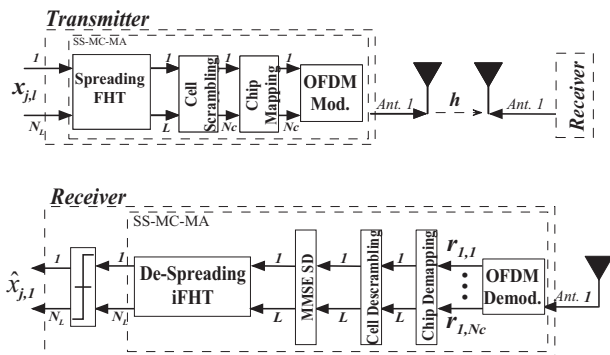 Transmitter
SS-MC-MA
1 1 1 1
x_{j,l} Spreading FHT Cell Scrambling Chip Mapping OFDM Mod. Ant. 1 h Ant. 1 Receiver
N_L L Nc Nc
Receiver
SS-MC-MA
1 1 1 1 1 r_{1,1}
x̂_{j,l} De-Spreading iFHT MMSE SD Cell Descrambling Chip Demapping OFDM Demod. Ant. 1
N_L N_L L L L r_{1,Nc}